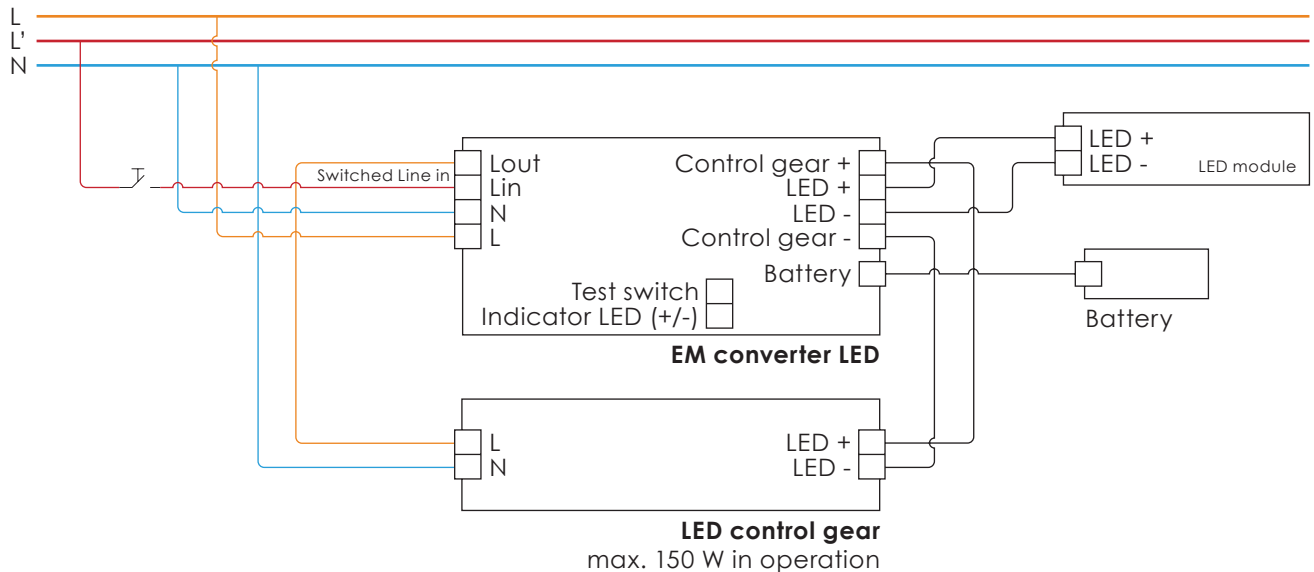 L
L'
N
Switched Line in
Lout
Lin
N
L
Control gear +
LED +
LED -
Control gear -
Battery
Test switch
Indicator LED (+/-)
EM converter LED
LED +
LED -
LED module
Battery
L
N
LED +
LED -
LED control gear
max. 150 W in operation